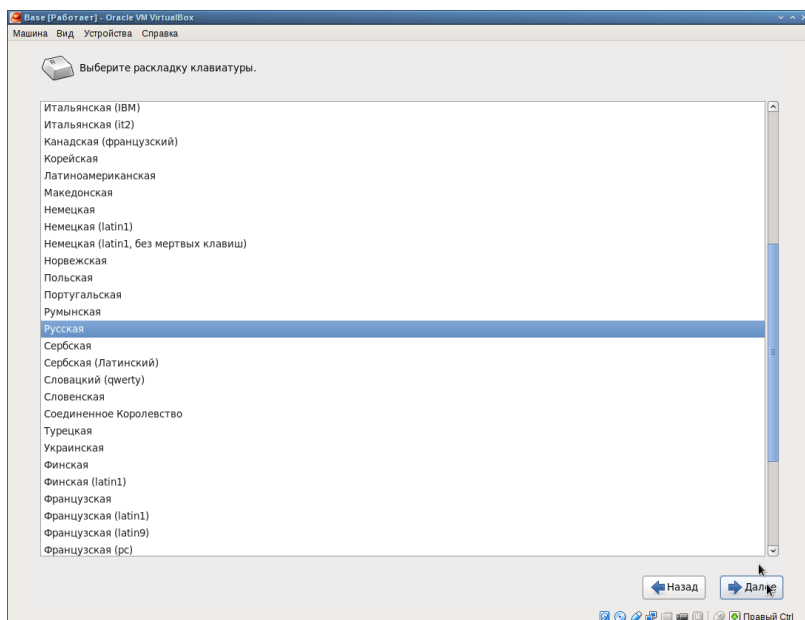 Base [Работает] - Oracle VM VirtualBox
Машина Вид Устройства Справка
Выберите раскладку клавиатуры.
Итальянская (IBM)
Итальянская (it2)
Канадская (французский)
Корейская
Латиноамериканская
Македонская
Немецкая
Немецкая (latin1)
Немецкая (latin1, без мертвых клавиш)
Норвежская
Польская
Португальская
Румынская
Русская
Сербская
Сербская (Латинский)
Словацкий (qwerty)
Словенская
Соединенное Королевство
Турецкая
Украинская
Финская
Финская (latin1)
Французская
Французская (latin1)
Французская (latin9)
Французская (pc)
Назад Далее
Правый Ctrl